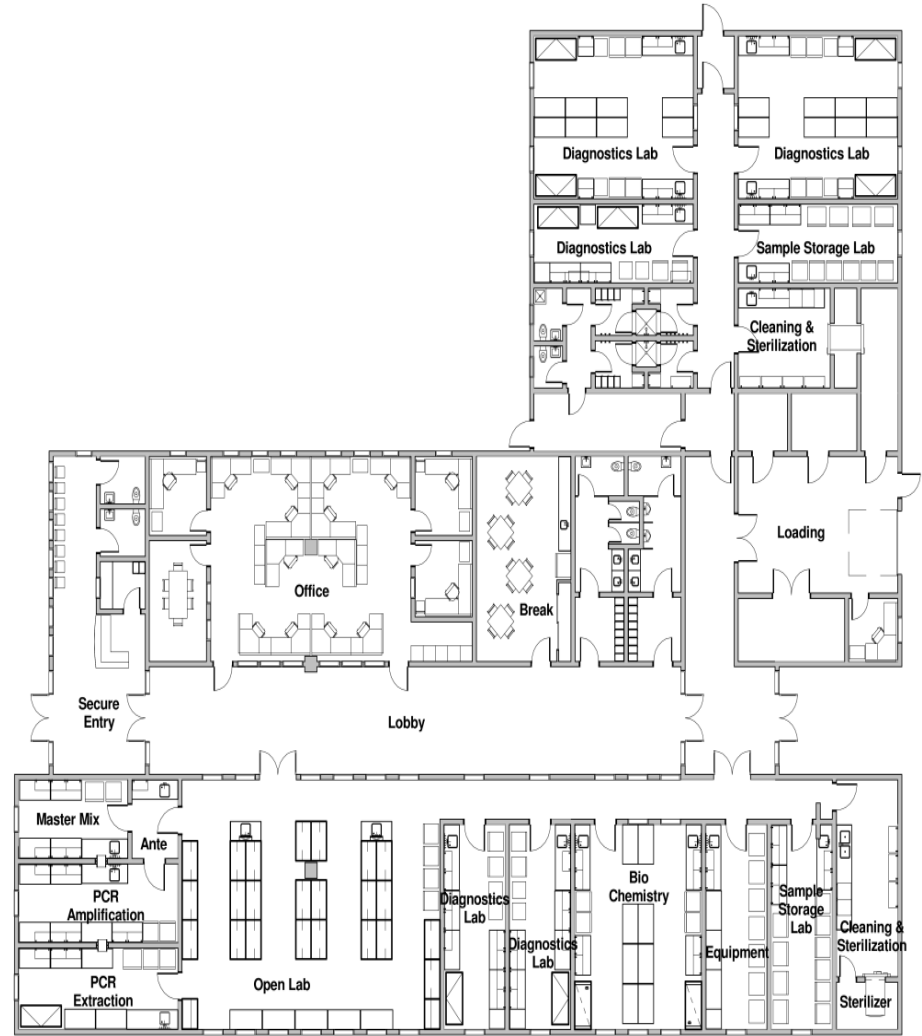 Diagnostics Lab
Diagnostics Lab
Diagnostics Lab
Sample Storage Lab
Cleaning &
Sterilization
Loading
Office
Break
Secure
Entry
Lobby
Master Mix
Ante
PCR
Amplification
PCR
Extraction
Open Lab
Diagnostics
Lab
Diagnostics
Lab
Bio
Chemistry
Equipment
Sample
Storage
Lab
Cleaning &
Sterilization
Sterilizer